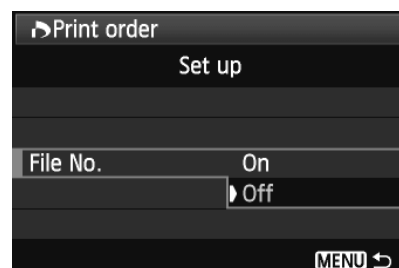 Print order
Set up
File No. On
Off
MENU